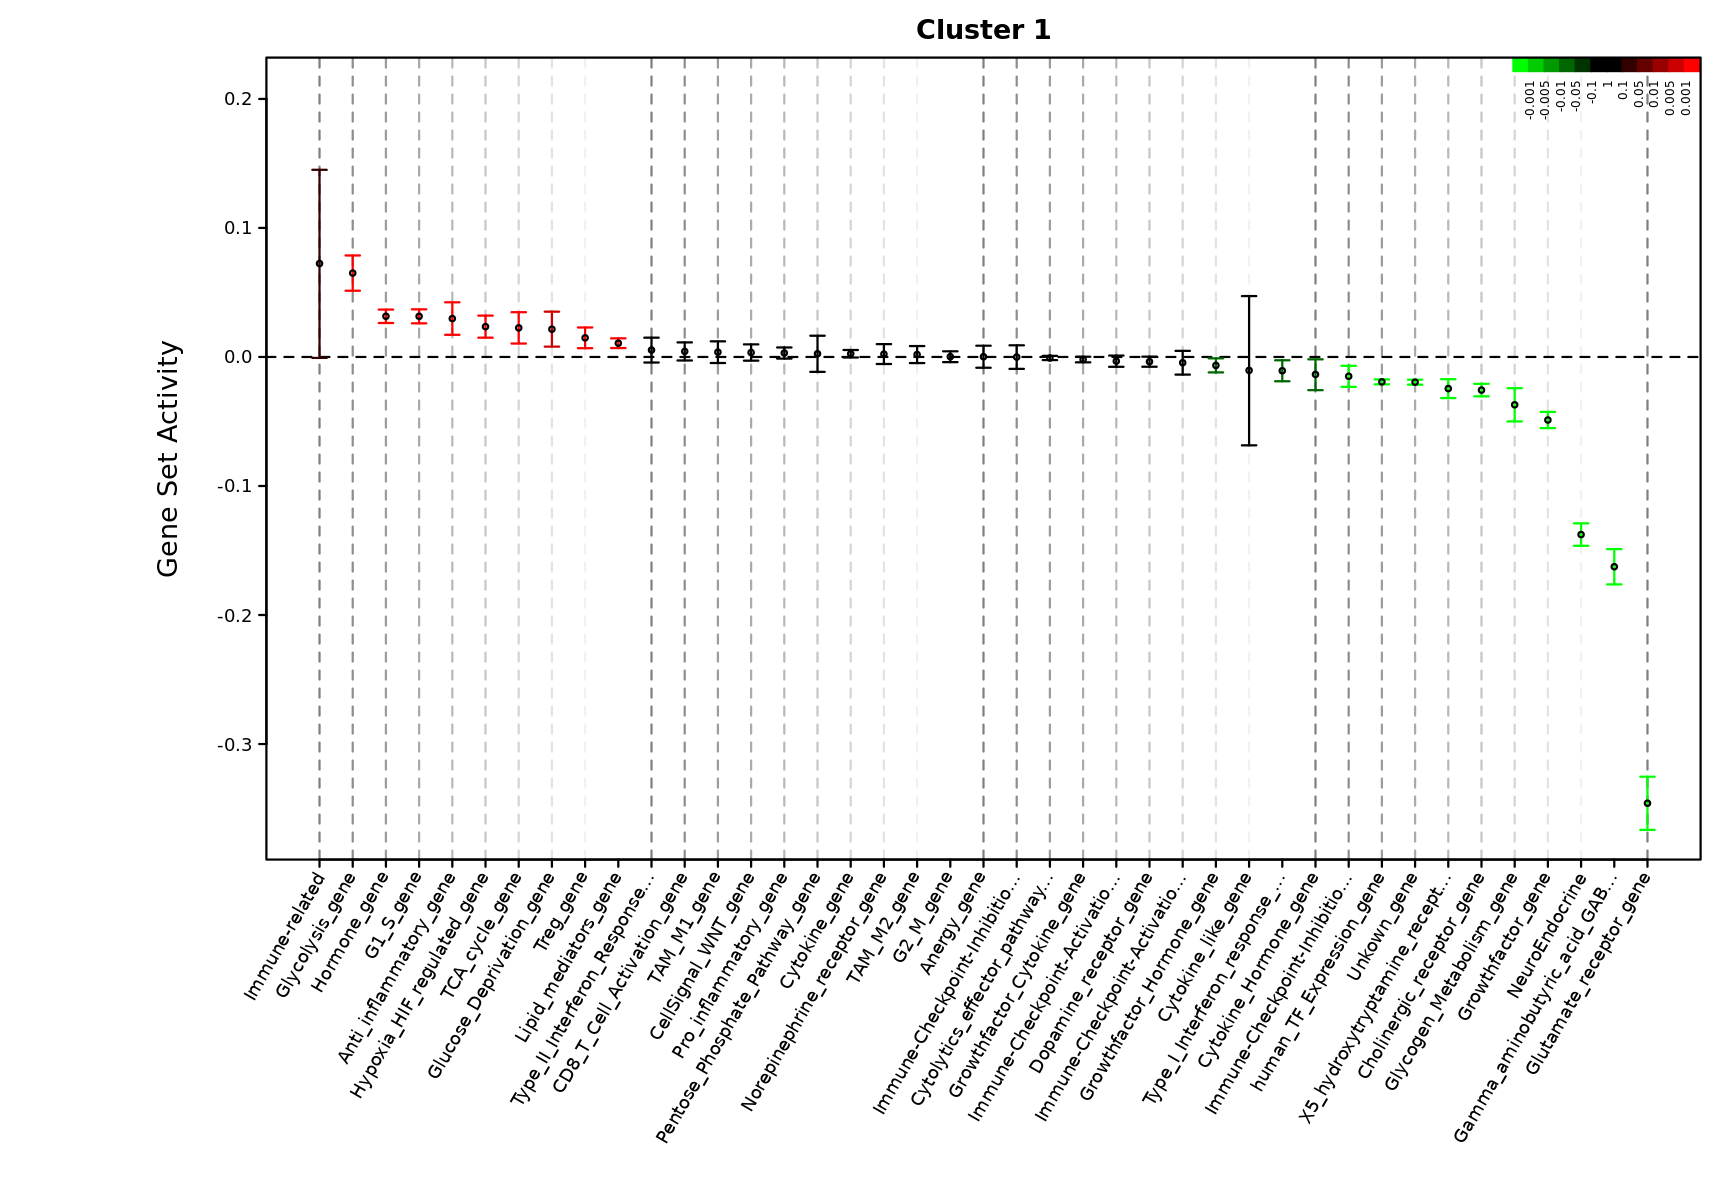 Cluster 1
-0.001
-0.005
-0.01
-0.05
-0.1
1
0.1
0.05
0.01
0.005
0.001
Gene Set Activity
0.2
0.1
0.0
-0.1
-0.2
-0.3
Immune-related
Glycolysis_gene
Hormone_gene
G1_S_gene
Anti_inflammatory_gene
Hypoxia_HIF_regulated_gene
TCA_cycle_gene
Glucose_Deprivation_gene
Treg_gene
Lipid_mediators_gene
Type_II_Interferon_Response...
CD8_T_Cell_Activation_gene
TAM_M1_gene
CellSignal_WNT_gene
Pro_inflammatory_gene
Pentose_Phosphate_Pathway_gene
Cytokine_gene
Norepinephrine_receptor_gene
TAM_M2_gene
G2_M_gene
Anergy_gene
Immune-Checkpoint-Inhibitio...
Cytolytics_effector_pathway...
Growthfactor_Cytokine_gene
Immune-Checkpoint-Activatio...
Dopamine_receptor_gene
Immune-Checkpoint-Activatio...
Growthfactor_Hormone_gene
Cytokine_like_gene
Type_I_Interferon_response_...
Cytokine_Hormone_gene
Immune-Checkpoint-Inhibitio...
human_TF_Expression_gene
Unkown_gene
X5_hydroxytryptamine_recept...
Cholinergic_receptor_gene
Glycogen_Metabolism_gene
Growthfactor_gene
NeuroEndocrine
Gamma_aminobutyric_acid_GAB...
Glutamate_receptor_gene